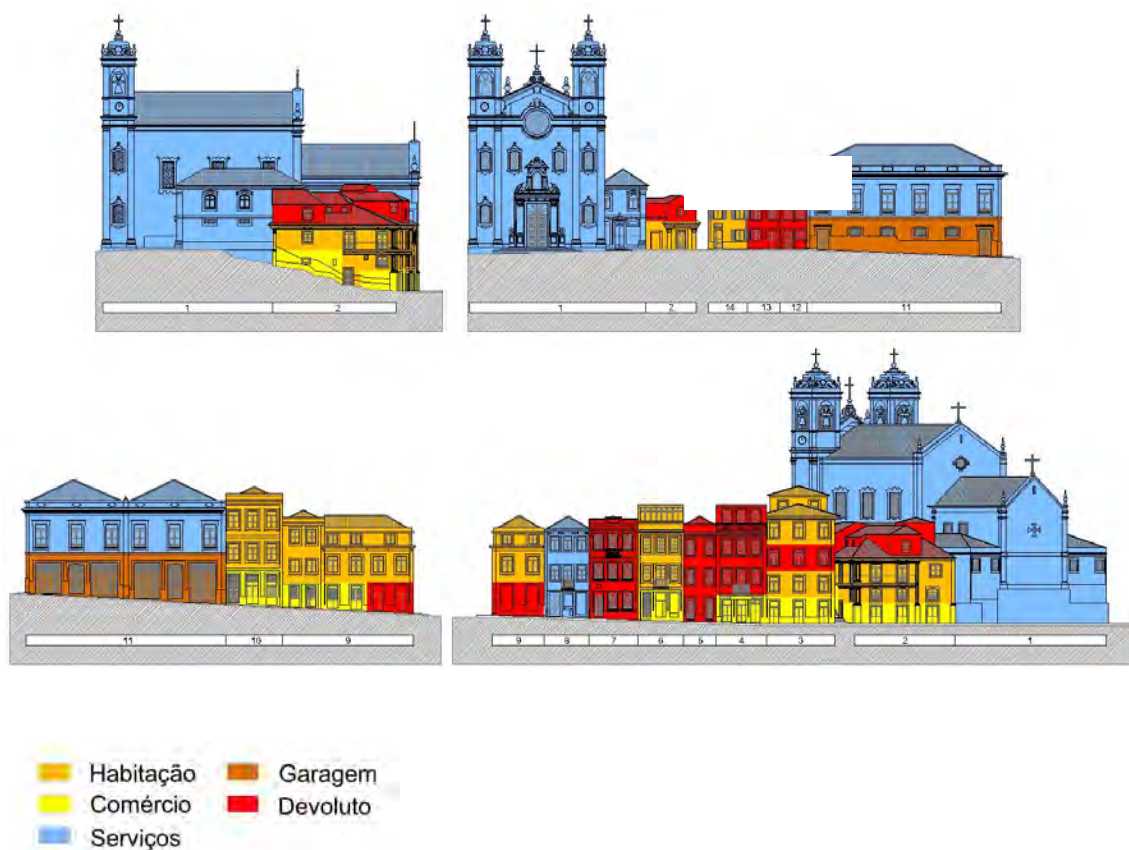 1 2
1 2 14 13 12 11
11 10 9
9 8 7 6 5 4 3 2 1
Habitação Garagem
Comércio Devoluto
Serviços